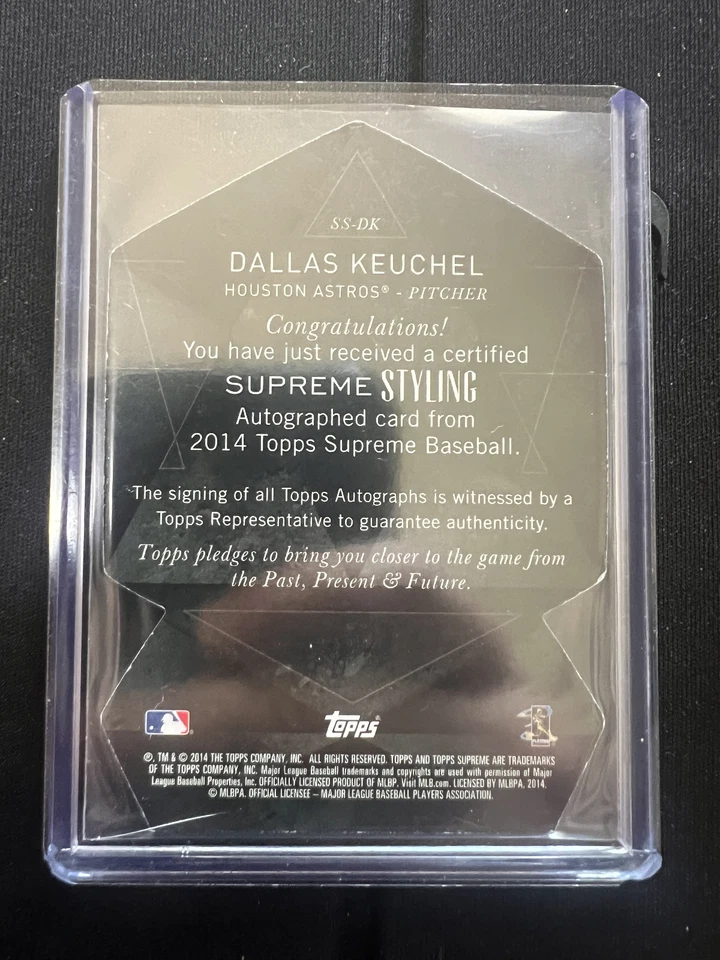 SS-DK
DALLAS KEUCHEL
HOUSTON ASTROS® - PITCHER
Congratulations!
You have just received a certified
SUPREME STYLING
Autographed card from
2014 Topps Supreme Baseball.
The signing of all Topps Autographs is witnessed by a
Topps Representative to guarantee authenticity.
Topps pledges to bring you closer to the game from
the Past, Present & Future.
topps
®, TM & © 2014 THE TOPPS COMPANY, INC. ALL RIGHTS RESERVED. TOPPS AND TOPPS SUPREME ARE TRADEMARKS
OF THE TOPPS COMPANY, INC. Major League Baseball trademarks and copyrights are used with permission of Major
League Baseball Properties, Inc. OFFICIALLY LICENSED PRODUCT OF MLBP. Visit MLB.com. LICENSED BY MLBPA, 2014.
© MLBPA. OFFICIAL LICENSEE – MAJOR LEAGUE BASEBALL PLAYERS ASSOCIATION.